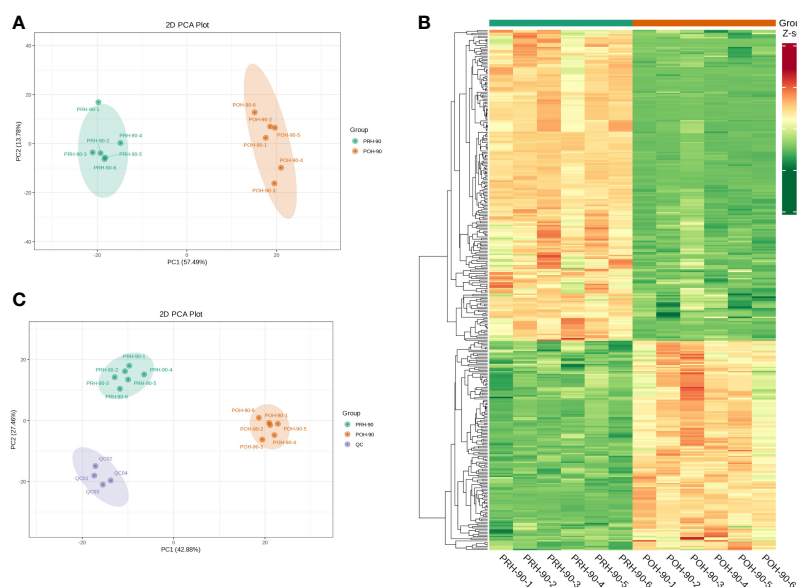 A
2D PCA Plot
40
20
0
-20
-40
PC2 (13.78%)
PRH-90-1
PRH-90-4
PRH-90-2
PRH-90-3
PRH-90-5
PRH-90-6
POH-90-6
POH-90-2
POH-90-5
POH-90-1
POH-90-4
POH-90-3
-20
0
20
PC1 (57.49%)
Group
PRH-90
POH-90
B
Grou
Z-s
PRH-90-1
PRH-90-2
PRH-90-3
PRH-90-4
PRH-90-5
PRH-90-6
POH-90-1
POH-90-2
POH-90-3
POH-90-4
POH-90-5
POH-90-6
C
2D PCA Plot
20
0
-20
PC2 (27.46%)
PRH-90-1
PRH-90-2
PRH-90-4
PRH-90-3
PRH-90-5
PRH-90-6
POH-90-6
POH-90-1
POH-90-2
POH-90-5
POH-90-3
POH-90-4
QC02
QC01
QC04
QC03
-20
0
20
PC1 (42.88%)
Group
PRH-90
POH-90
QC